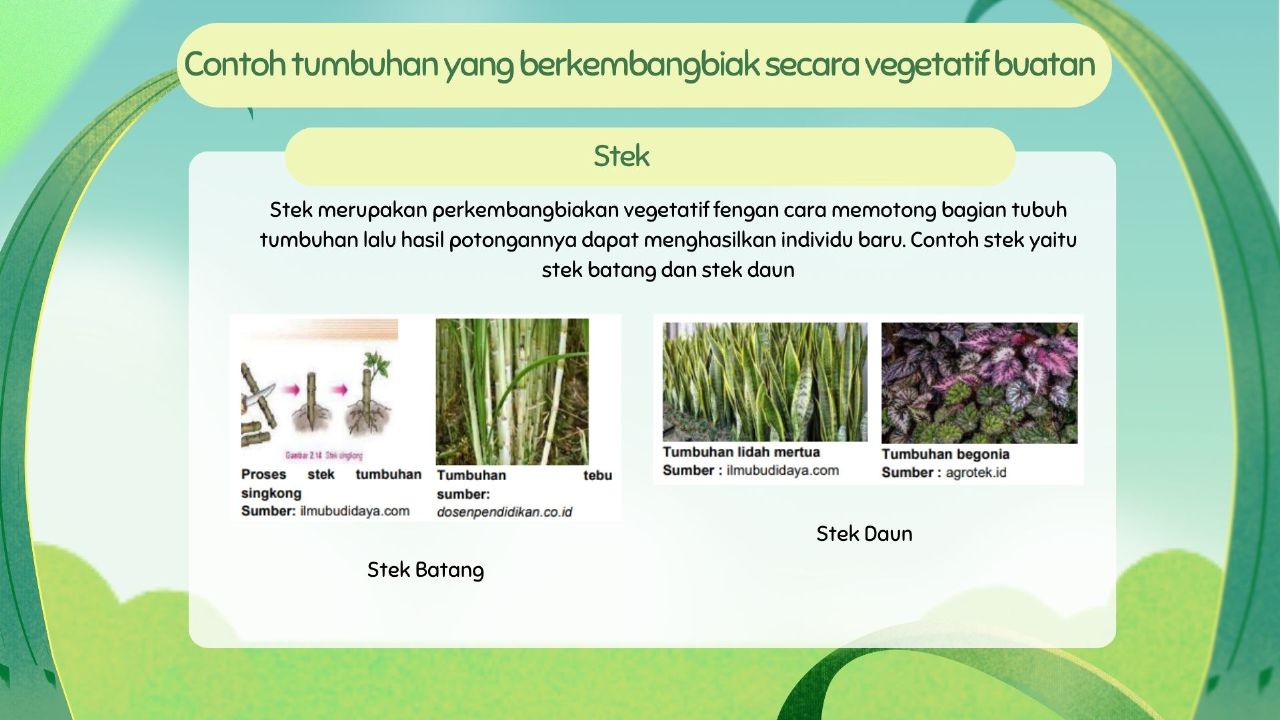 Contoh tumbuhan yang berkembangbiak secara vegetatif buatan
Stek
Stek merupakan perkembangbiakan vegetatif fengan cara memotong bagian tubuh
tumbuhan lalu hasil potongannya dapat menghasilkan individu baru. Contoh stek yaitu
stek batang dan stek daun
Gambar 2.14 Stek singkong
Proses stek tumbuhan
singkong
Sumber: ilmubudidaya.com
Tumbuhan tebu
sumber:
dosenpendidikan.co.id
Stek Batang
Tumbuhan lidah mertua
Sumber : ilmubudidaya.com
Tumbuhan begonia
Sumber : agrotek.id
Stek Daun